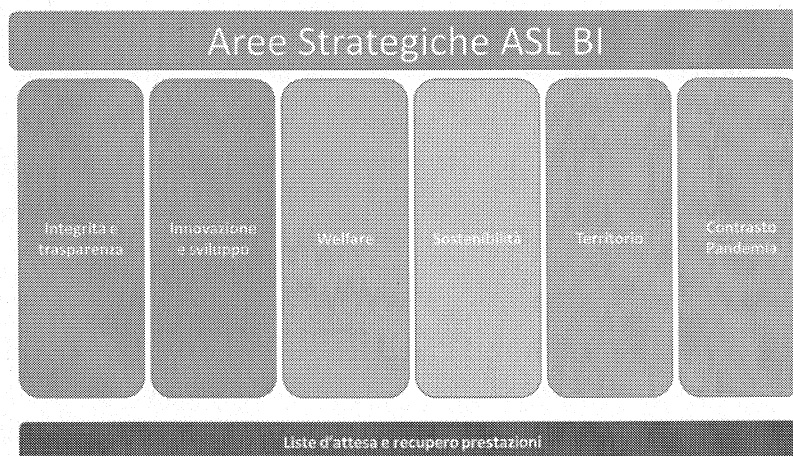 Aree Strategiche ASL BI
Integrità e
trasparenza
Innovazione
e sviluppo
Welfare
Sostenibilità
Territorio
Contrasto
Pandemia
Liste d'attesa e recupero prestazioni